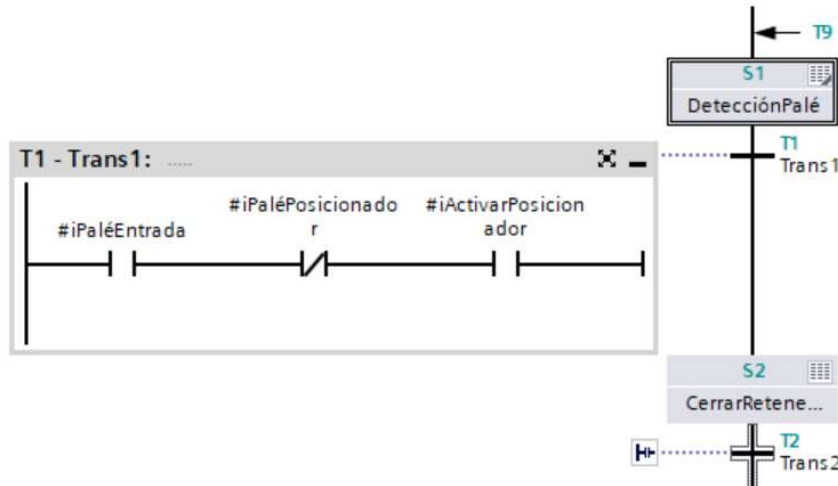 T9
S1
DetecciónPalé
T1 - Trans1: .....
T1
Trans1
#iPaléEntrada
#iPaléPosicionado
r
#iActivarPosicion
ador
S2
CerrarRetene...
T2
Trans2